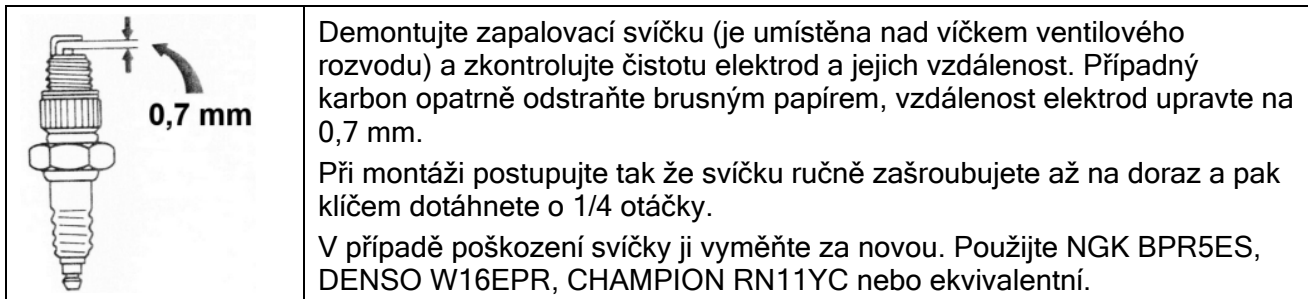 0,7 mm
Demontujte zapalovací svíčku (je umístěna nad víčkem ventilového
rozvodu) a zkontrolujte čistotu elektrod a jejich vzdálenost. Případný
karbon opatrně odstraňte brusným papírem, vzdálenost elektrod upravte na
0,7 mm.
Při montáži postupujte tak že svíčku ručně zašroubujete až na doraz a pak
klíčem dotáhnete o 1/4 otáčky.
V případě poškození svíčky ji vyměňte za novou. Použijte NGK BPR5ES,
DENSO W16EPR, CHAMPION RN11YC nebo ekvivalentní.